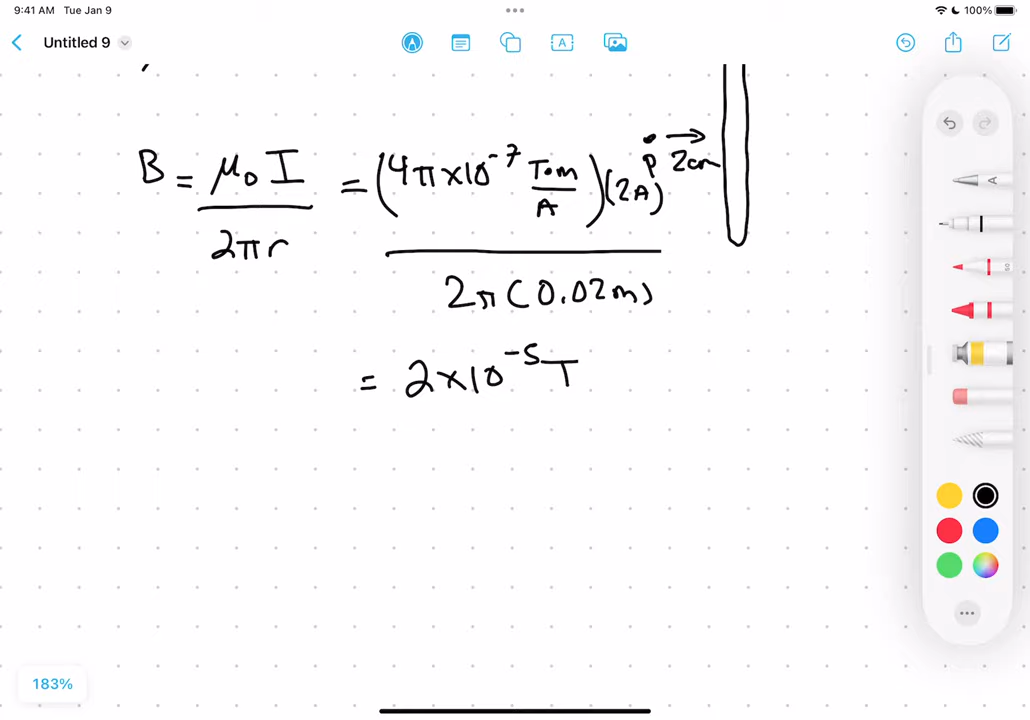 9:41 AM Tue Jan 9
100%
Untitled 9
B = μ₀I / 2πr = (4π×10⁻⁷ T·m/A)(2A) / 2π(0.02m)
P 2cm
= 2×10⁻⁵ T
A
183%